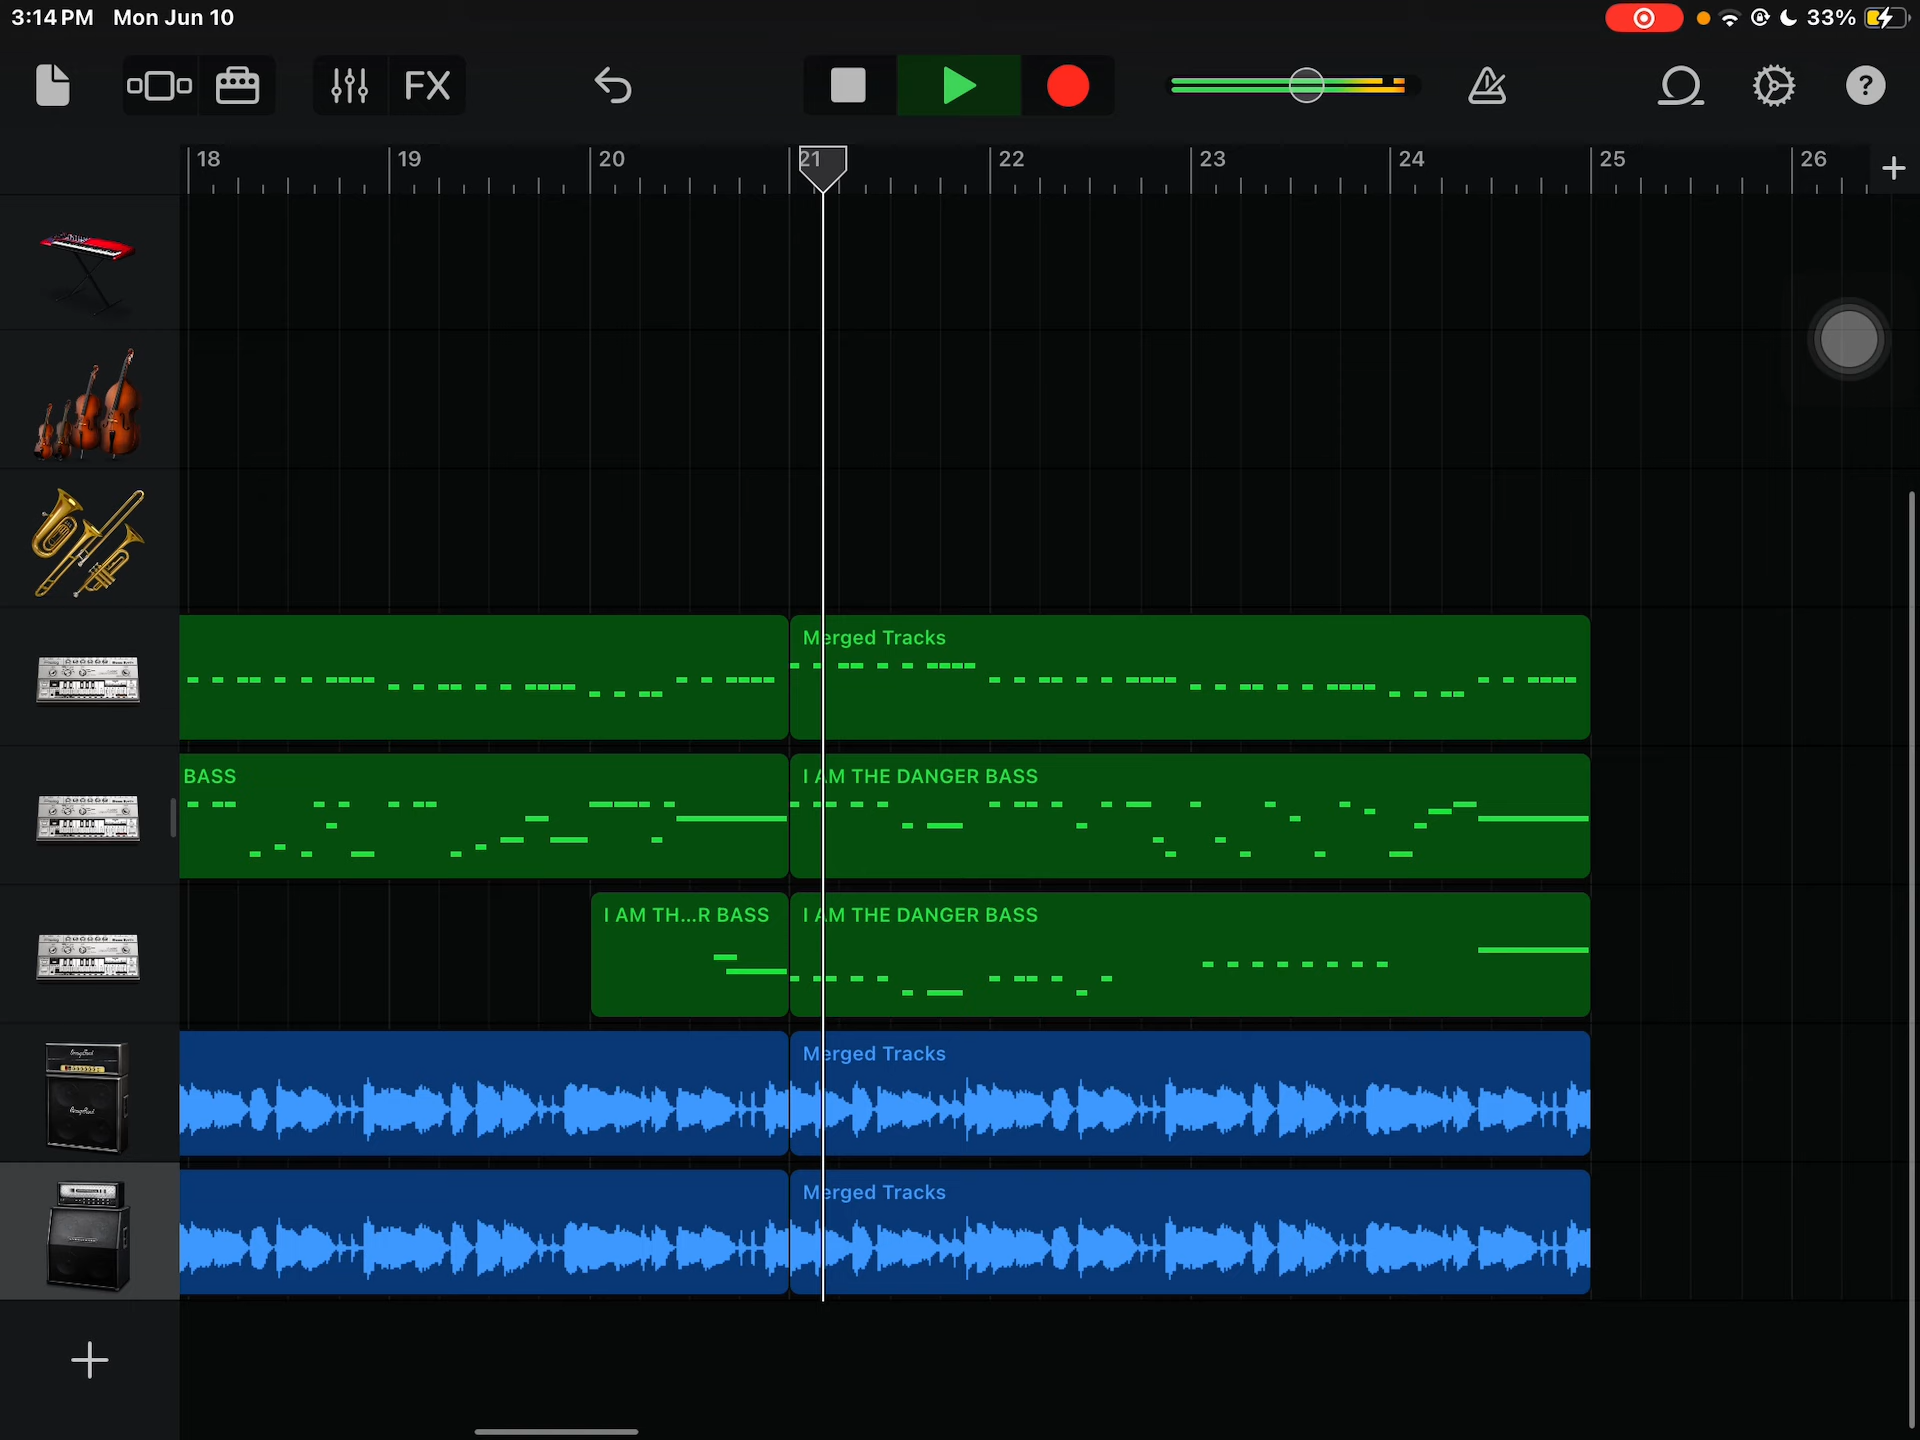 3:14 PM Mon Jun 10
33%
FX
?
18 19 20 21 22 23 24 25 26
Merged Tracks
BASS
I AM THE DANGER BASS
I AM TH...R BASS
I AM THE DANGER BASS
Merged Tracks
Merged Tracks